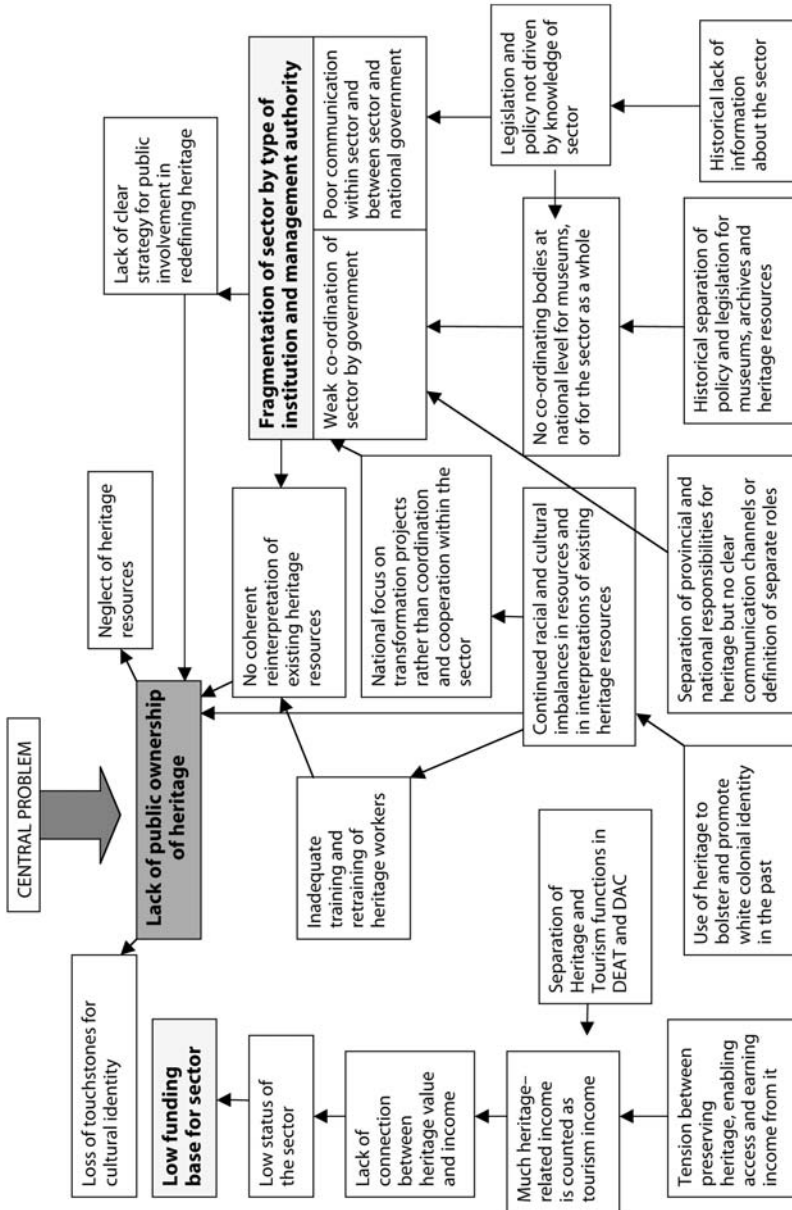 CENTRAL PROBLEM
Loss of touchstones for
cultural identity
Lack of public ownership
of heritage
Neglect of heritage
resources
Lack of clear
strategy for public
involvement in
redefining heritage
Low funding
base for sector
Low status of
the sector
Lack of
connection
between
heritage value
and income
Much heritage–
related income
is counted as
tourism income
Tension between
preserving
heritage, enabling
access and earning
income from it
Separation of
Heritage and
Tourism functions in
DEAT and DAC
Inadequate
training and
retraining of
heritage workers
Use of heritage to
bolster and promote
white colonial identity
in the past
No coherent
reinterpretation of
existing heritage
resources
National focus on
transformation projects
rather than coordination
and cooperation within the
sector
Continued racial and cultural
imbalances in resources and
in interpretations of existing
heritage resources
Separation of provincial and
national responsibilities for
heritage but no clear
communication channels or
definition of separate roles
Fragmentation of sector by type of
institution and management authority
Weak co-ordination of
sector by government
Poor communication
within sector and
between sector and
national government
No co-ordinating bodies at
national level for museums,
or for the sector as a whole
Legislation and
policy not driven
by knowledge of
sector
Historical separation of
policy and legislation for
museums, archives and
heritage resources
Historical lack of
information
about the sector